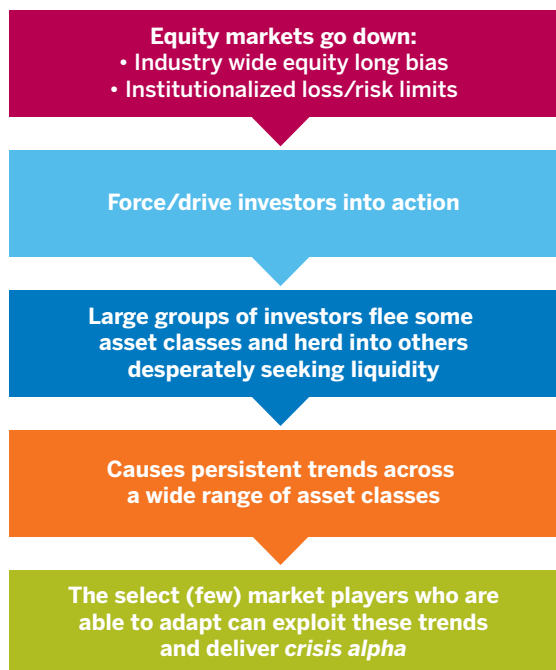 Equity markets go down:
• Industry wide equity long bias
• Institutionalized loss/risk limits
Force/drive investors into action
Large groups of investors flee some
asset classes and herd into others
desperately seeking liquidity
Causes persistent trends across
a wide range of asset classes
The select (few) market players who are
able to adapt can exploit these trends
and deliver crisis alpha